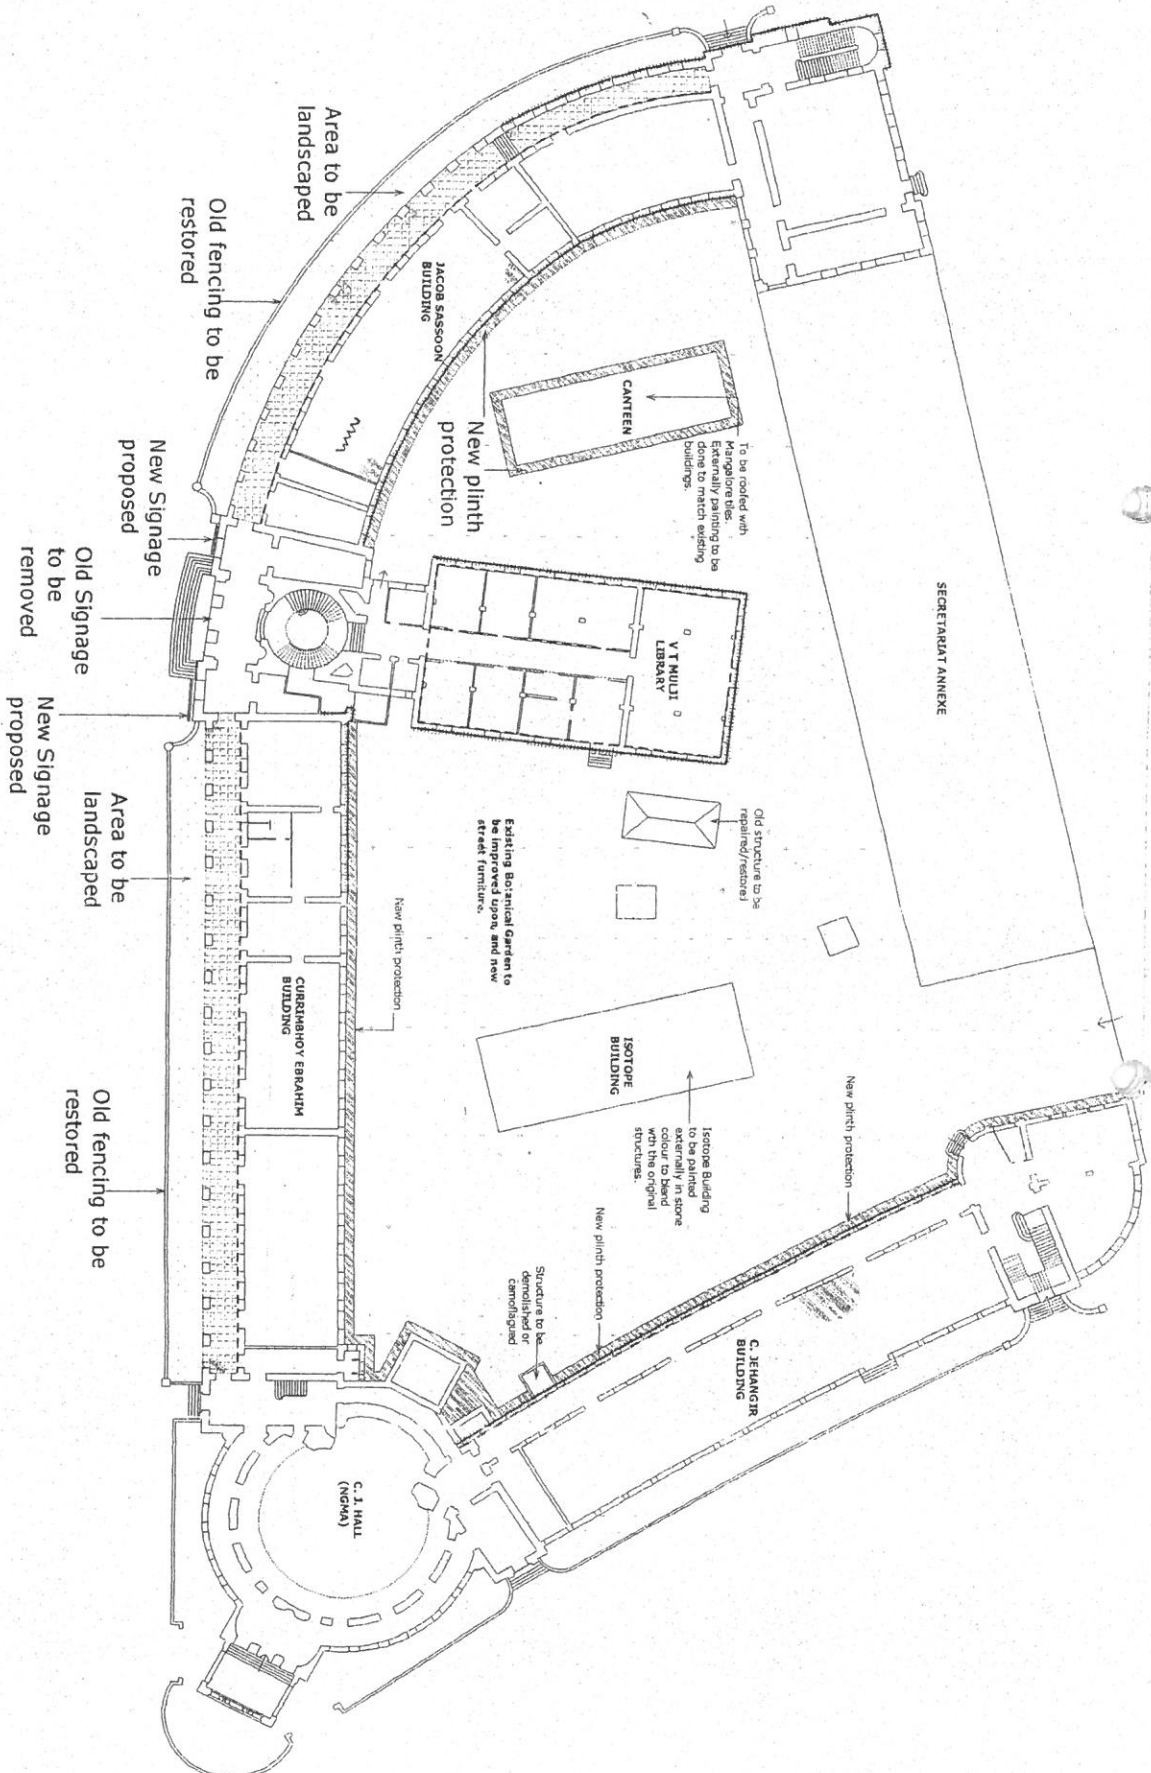 SECRETARIAT ANNEXE
To be roofed with
Mangalore tiles.
Externally painting to be
done to match existing
buildings.
CANTEEN
New plinth
protection
JACOB SASSOON
BUILDING
Area to be
landscaped
Old fencing to be
restored
V T MULJI
LIBRARY
New Signage
proposed
Old Signage
to be
removed
New Signage
proposed
Old structure to be
repaired/restored
Existing Botanical Garden to
be improved upon, and new
street furniture.
New plinth protection
CURRIMBHOY EBRAHIM
BUILDING
Area to be
landscaped
Old fencing to be
restored
ISOTOPE
BUILDING
Isotope Building
to be painted
externally in stone
colour to blend
wth the original
structures.
New plinth protection
New plinth protection
Structure to be
demolished or
camoflagued
C. JEHANGIR
BUILDING
C. J. HALL
(NGMA)